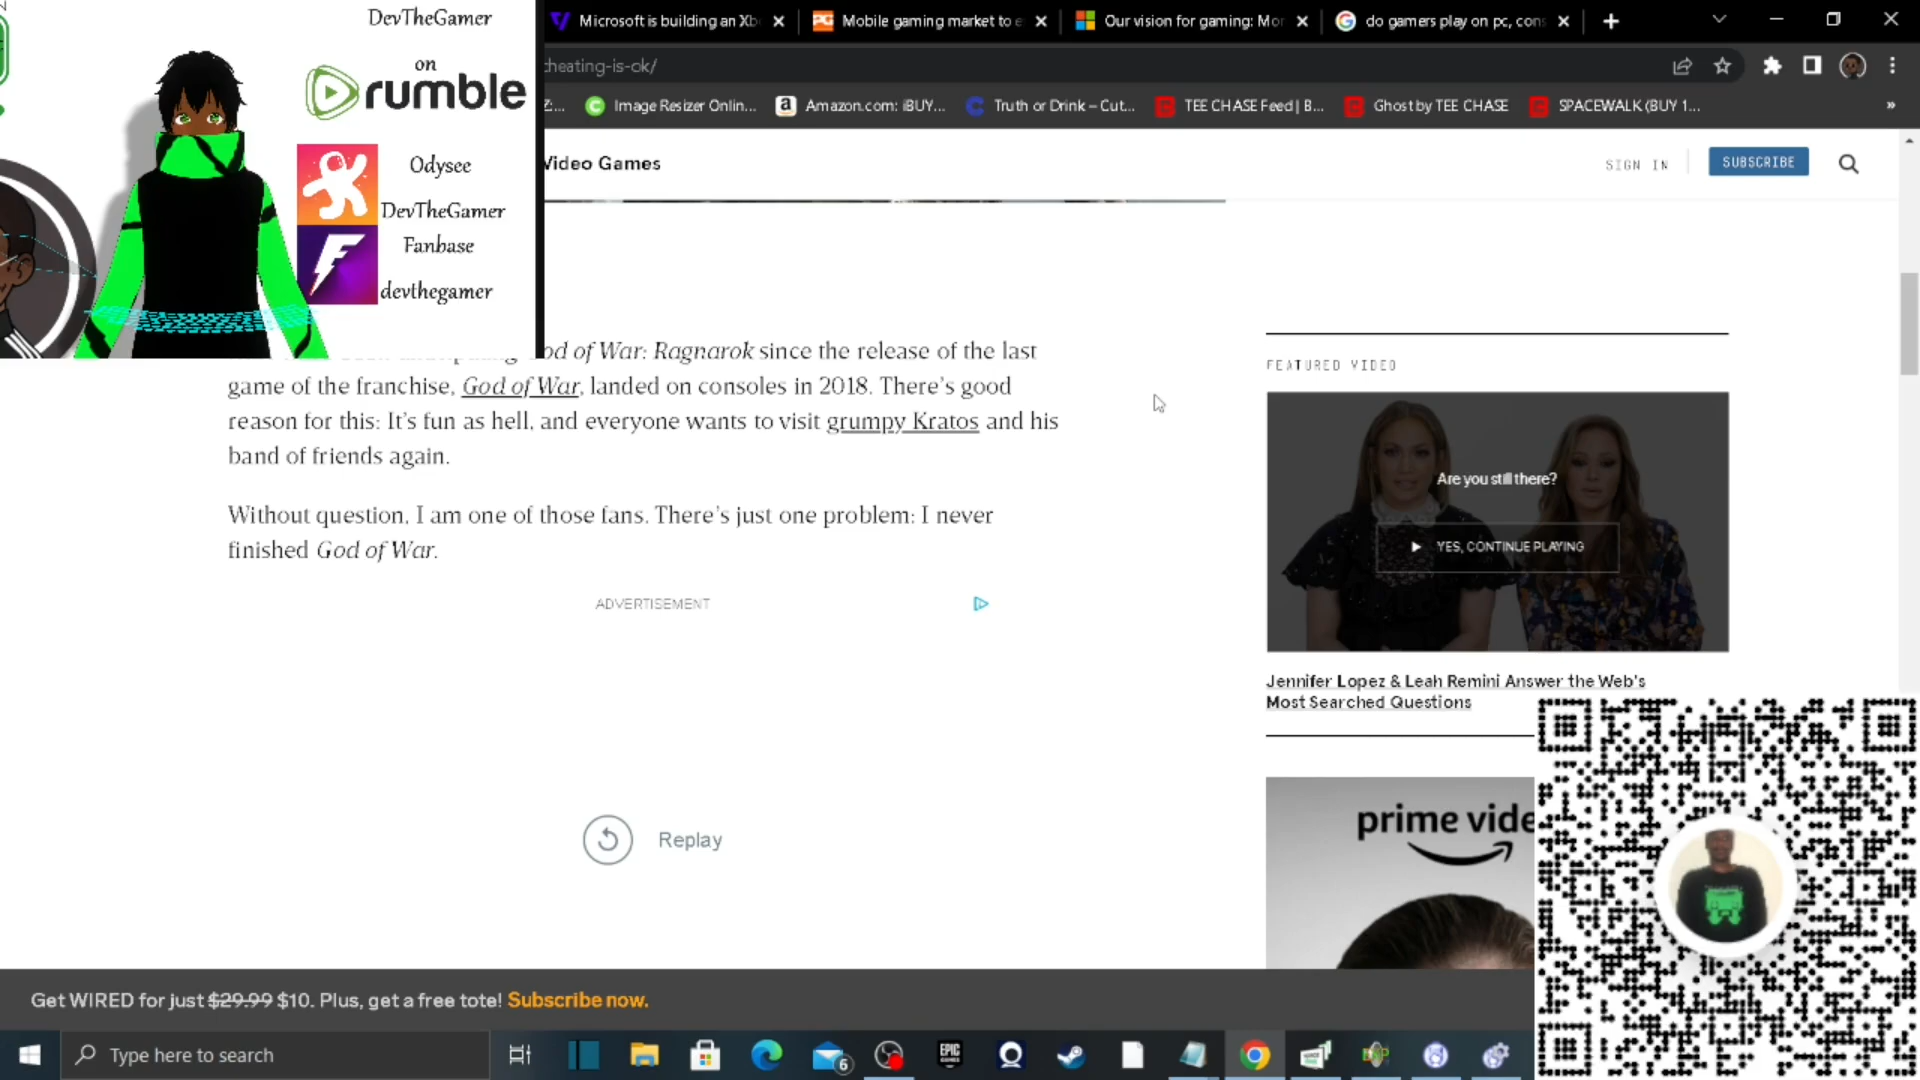 DevTheGamer
on
rumble
Odysee
DevTheGamer
Fanbase
devthegamer
Microsoft is building an Xb
Mobile gaming market to e
Our vision for gaming: Mor
do gamers play on pc, cons
cheating-is-ok/
Z:...
Image Resizer Onlin...
Amazon.com: iBUY...
Truth or Drink – Cut...
TEE CHASE Feed | B...
Ghost by TEE CHASE
SPACEWALK (BUY 1...
»
Video Games
SIGN IN
SUBSCRIBE
God of War: Ragnarok since the release of the last
game of the franchise, God of War, landed on consoles in 2018. There's good
reason for this: It's fun as hell, and everyone wants to visit grumpy Kratos and his
band of friends again.
Without question, I am one of those fans. There's just one problem: I never
finished God of War.
ADVERTISEMENT
Replay
FEATURED VIDEO
Are you still there?
YES, CONTINUE PLAYING
Jennifer Lopez & Leah Remini Answer the Web's
Most Searched Questions
prime vide
Get WIRED for just $29.99 $10. Plus, get a free tote! Subscribe now.
Type here to search
6
EPIC
GAMES